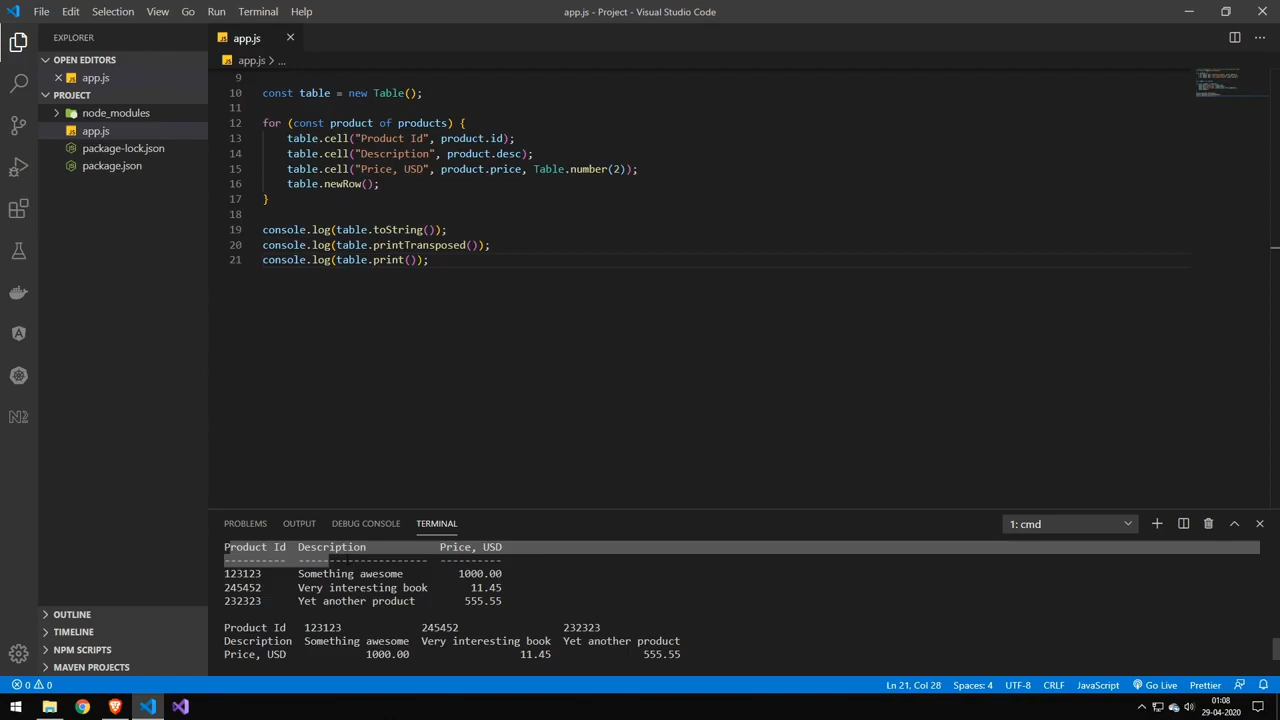 File Edit Selection View Go Run Terminal Help
app.js - Project - Visual Studio Code
EXPLORER
OPEN EDITORS
app.js
PROJECT
node_modules
app.js
package-lock.json
package.json
OUTLINE
TIMELINE
NPM SCRIPTS
MAVEN PROJECTS
app.js
app.js > ...
9
10 const table = new Table();
11
12 for (const product of products) {
13 table.cell("Product Id", product.id);
14 table.cell("Description", product.desc);
15 table.cell("Price, USD", product.price, Table.number(2));
16 table.newRow();
17 }
18
19 console.log(table.toString());
20 console.log(table.printTransposed());
21 console.log(table.print());
PROBLEMS OUTPUT DEBUG CONSOLE TERMINAL 1: cmd
Product Id Description Price, USD
---------- --------------------- ----------
123123 Something awesome 1000.00
245452 Very interesting book 11.45
232323 Yet another product 555.55
Product Id 123123 245452 232323
Description Something awesome Very interesting book Yet another product
Price, USD 1000.00 11.45 555.55
0 0 Ln 21, Col 28 Spaces: 4 UTF-8 CRLF JavaScript Go Live Prettier
01:08
29-04-2020